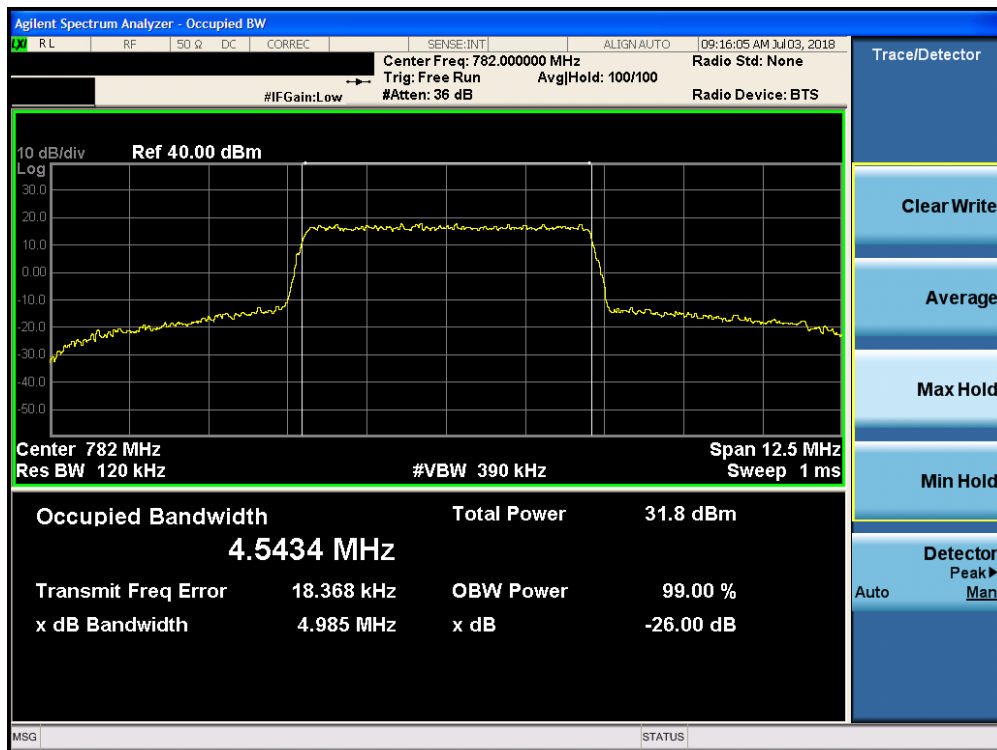 Agilent Spectrum Analyzer - Occupied BW
LXI RL RF 50 Ω DC CORREC SENSE:INT ALIGN AUTO 09:16:05 AM Jul 03, 2018
Center Freq: 782.000000 MHz Radio Std: None
Trig: Free Run Avg|Hold: 100/100
#IFGain:Low #Atten: 36 dB Radio Device: BTS
Trace/Detector
10 dB/div Ref 40.00 dBm
Log
30.0
20.0
10.0
0.00
-10.0
-20.0
-30.0
-40.0
-50.0
Center 782 MHz Span 12.5 MHz
Res BW 120 kHz #VBW 390 kHz Sweep 1 ms
Occupied Bandwidth Total Power 31.8 dBm
4.5434 MHz
Transmit Freq Error 18.368 kHz OBW Power 99.00 %
x dB Bandwidth 4.985 MHz x dB -26.00 dB
Clear Write
Average
Max Hold
Min Hold
Detector
Peak▶
Auto Man
MSG STATUS